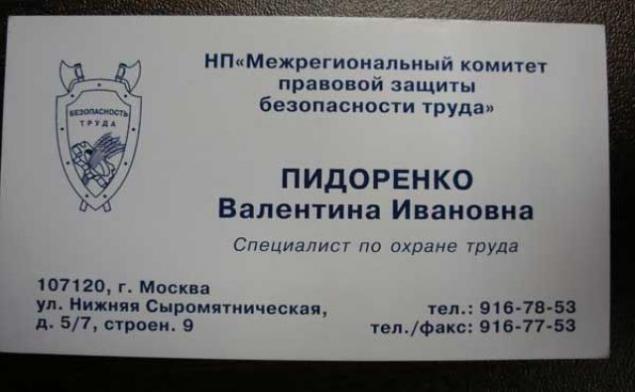 НП«Межрегиональный комитет
правовой защиты
безопасности труда»
БЕЗОПАСНОСТЬ
ТРУДА
ПИДОРЕНКО
Валентина Ивановна
Специалист по охране труда
107120, г. Москва
ул. Нижняя Сыромятническая,
д. 5/7, строен. 9
тел.: 916-78-53
тел./факс: 916-77-53